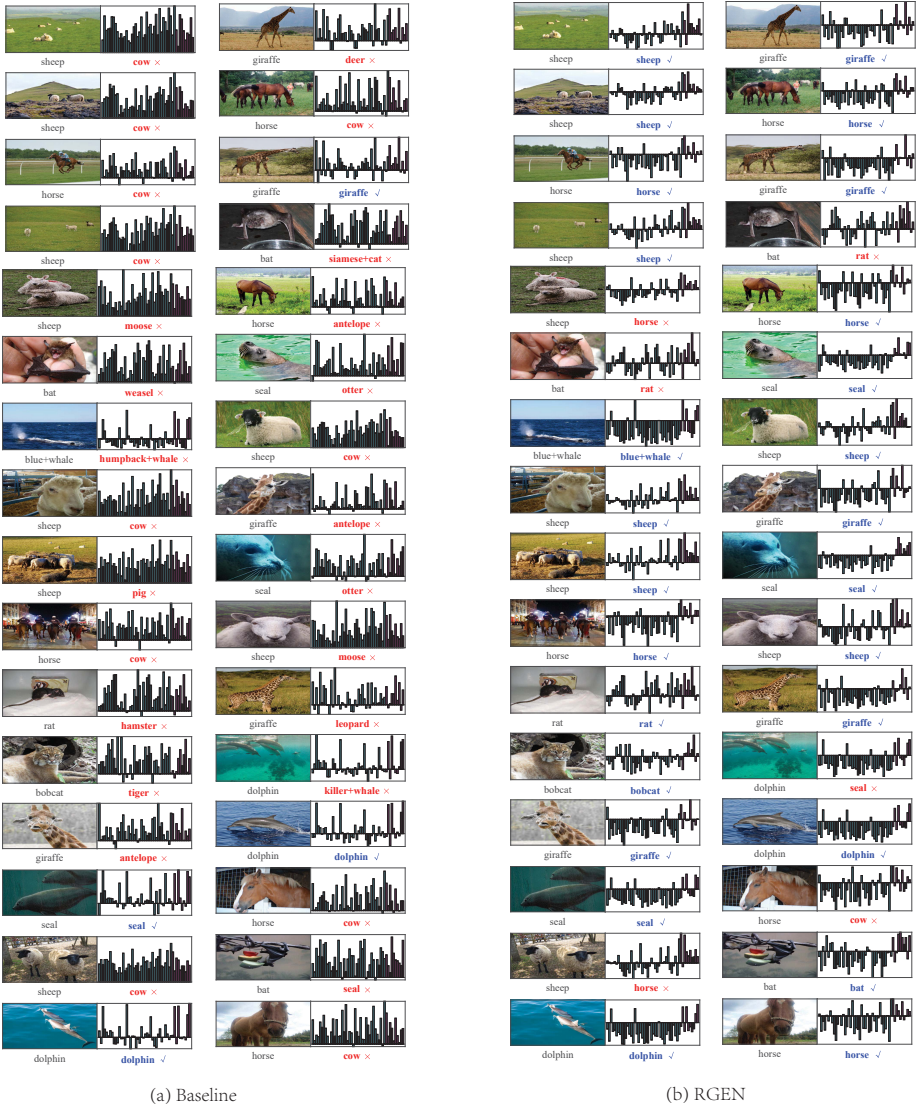 sheep cow × giraffe deer × sheep sheep ✓ giraffe giraffe ✓
sheep cow × horse cow × sheep sheep ✓ horse horse ✓
horse cow × giraffe giraffe ✓ horse horse ✓ giraffe giraffe ✓
sheep cow × bat siamese+cat × sheep sheep ✓ bat rat ×
sheep moose × horse antelope × sheep horse × horse horse ✓
bat weasel × seal otter × bat rat × seal seal ✓
blue+whale humpback+whale × sheep cow × blue+whale blue+whale ✓ sheep sheep ✓
sheep cow × giraffe antelope × sheep sheep ✓ giraffe giraffe ✓
sheep pig × seal otter × sheep sheep ✓ seal seal ✓
horse cow × sheep moose × horse horse ✓ sheep sheep ✓
rat hamster × giraffe leopard × rat rat ✓ giraffe giraffe ✓
bobcat tiger × dolphin killer+whale × bobcat bobcat ✓ dolphin seal ×
giraffe antelope × dolphin dolphin ✓ giraffe giraffe ✓ dolphin dolphin ✓
seal seal ✓ horse cow × seal seal ✓ horse cow ×
sheep cow × bat seal × sheep horse × bat bat ✓
dolphin dolphin ✓ horse cow × dolphin dolphin ✓ horse horse ✓
(a) Baseline (b) RGEN